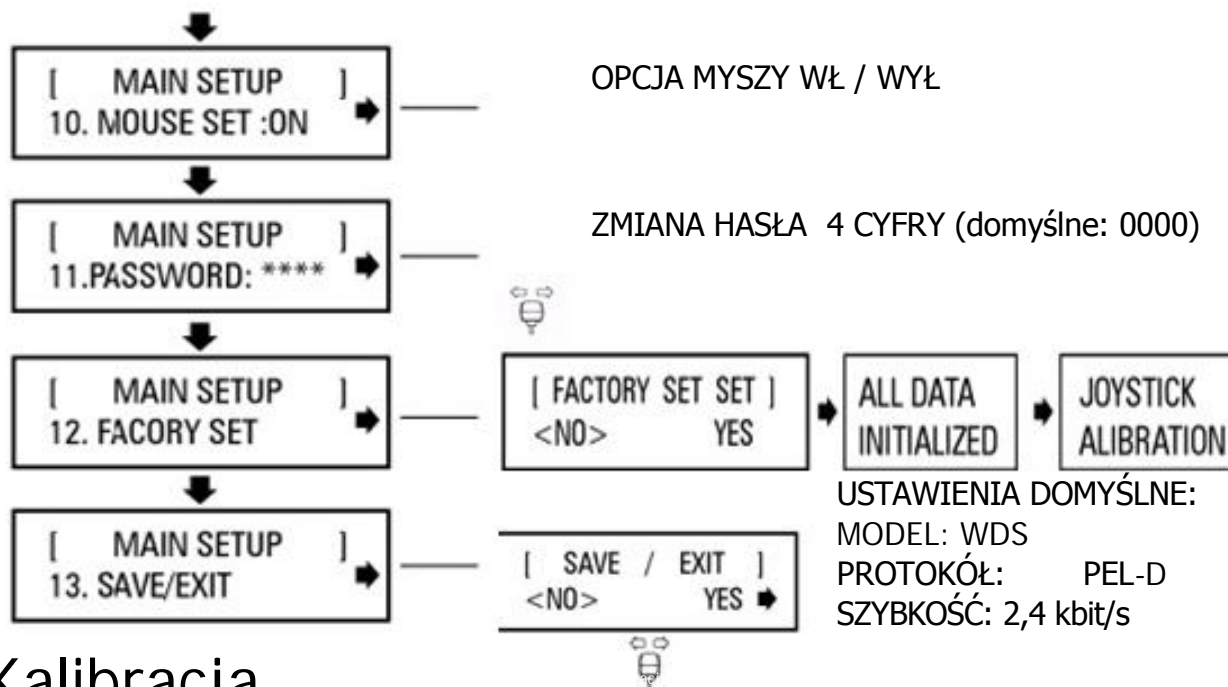 [ MAIN SETUP ]
10. MOUSE SET :ON
OPCJA MYSZY WŁ / WYŁ
[ MAIN SETUP ]
11.PASSWORD: ****
ZMIANA HASŁA 4 CYFRY (domyślne: 0000)
[ MAIN SETUP ]
12. FACORY SET
[ FACTORY SET SET ]
<NO> YES
ALL DATA
INITIALIZED
JOYSTICK
ALIBRATION
USTAWIENIA DOMYŚLNE:
MODEL: WDS
PROTOKÓŁ: PEL-D
SZYBKOŚĆ: 2,4 kbit/s
[ MAIN SETUP ]
13. SAVE/EXIT
[ SAVE / EXIT ]
<NO> YES
Kalibracja